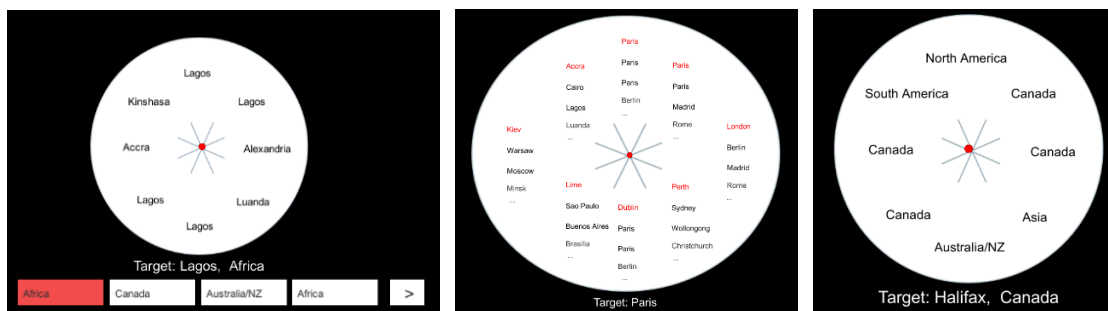 Lagos
Kinshasa
Lagos
Accra
Alexandria
Lagos
Luanda
Lagos
Target: Lagos, Africa
Africa
Canada
Australia/NZ
Africa
>
Paris
Paris
Paris
Berlin
...
Accra
Cairo
Lagos
Luanda
...
Paris
Paris
Madrid
Rome
...
Kiev
Warsaw
Moscow
Minsk
...
London
Berlin
Madrid
Rome
...
Lime
Sao Paulo
Buenos Aires
Brasilia
...
Dublin
Paris
Paris
Berlin
...
Perth
Sydney
Wollongong
Christchurch
...
Target: Paris
North America
South America
Canada
Canada
Canada
Canada
Asia
Australia/NZ
Target: Halifax, Canada